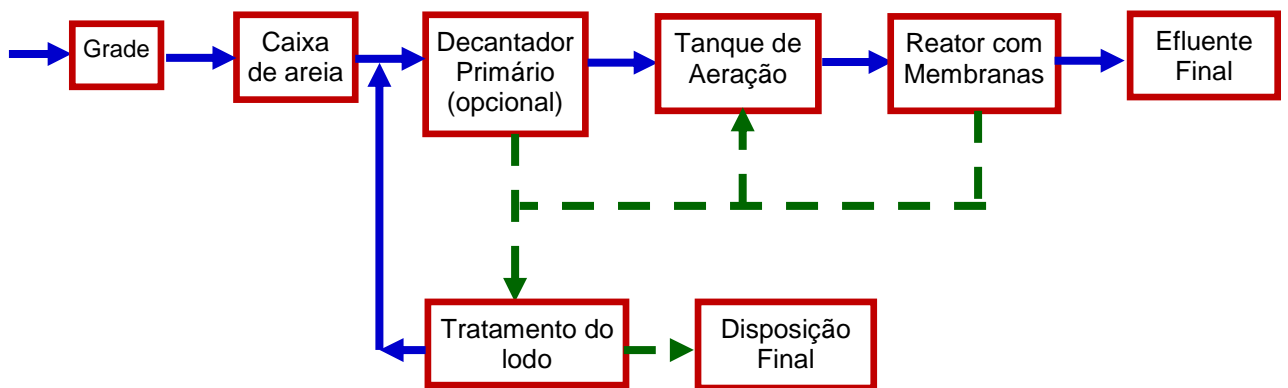 Grade
Caixa
de areia
Decantador
Primário
(opcional)
Tanque de
Aeração
Reator com
Membranas
Efluente
Final
Tratamento do
lodo
Disposição
Final